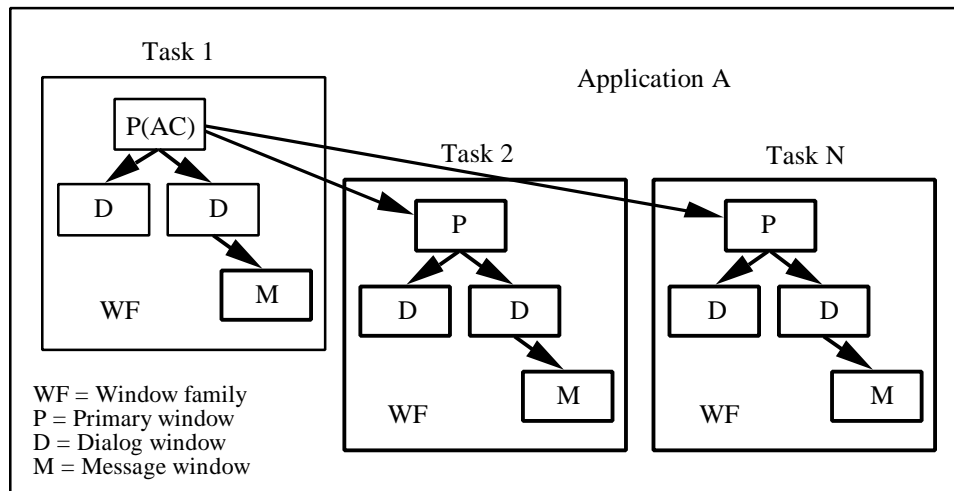 Task 1
Application A
P(AC)
Task 2
Task N
D
D
P
P
M
WF
D
D
D
D
M
M
WF
WF
WF = Window family
P = Primary window
D = Dialog window
M = Message window